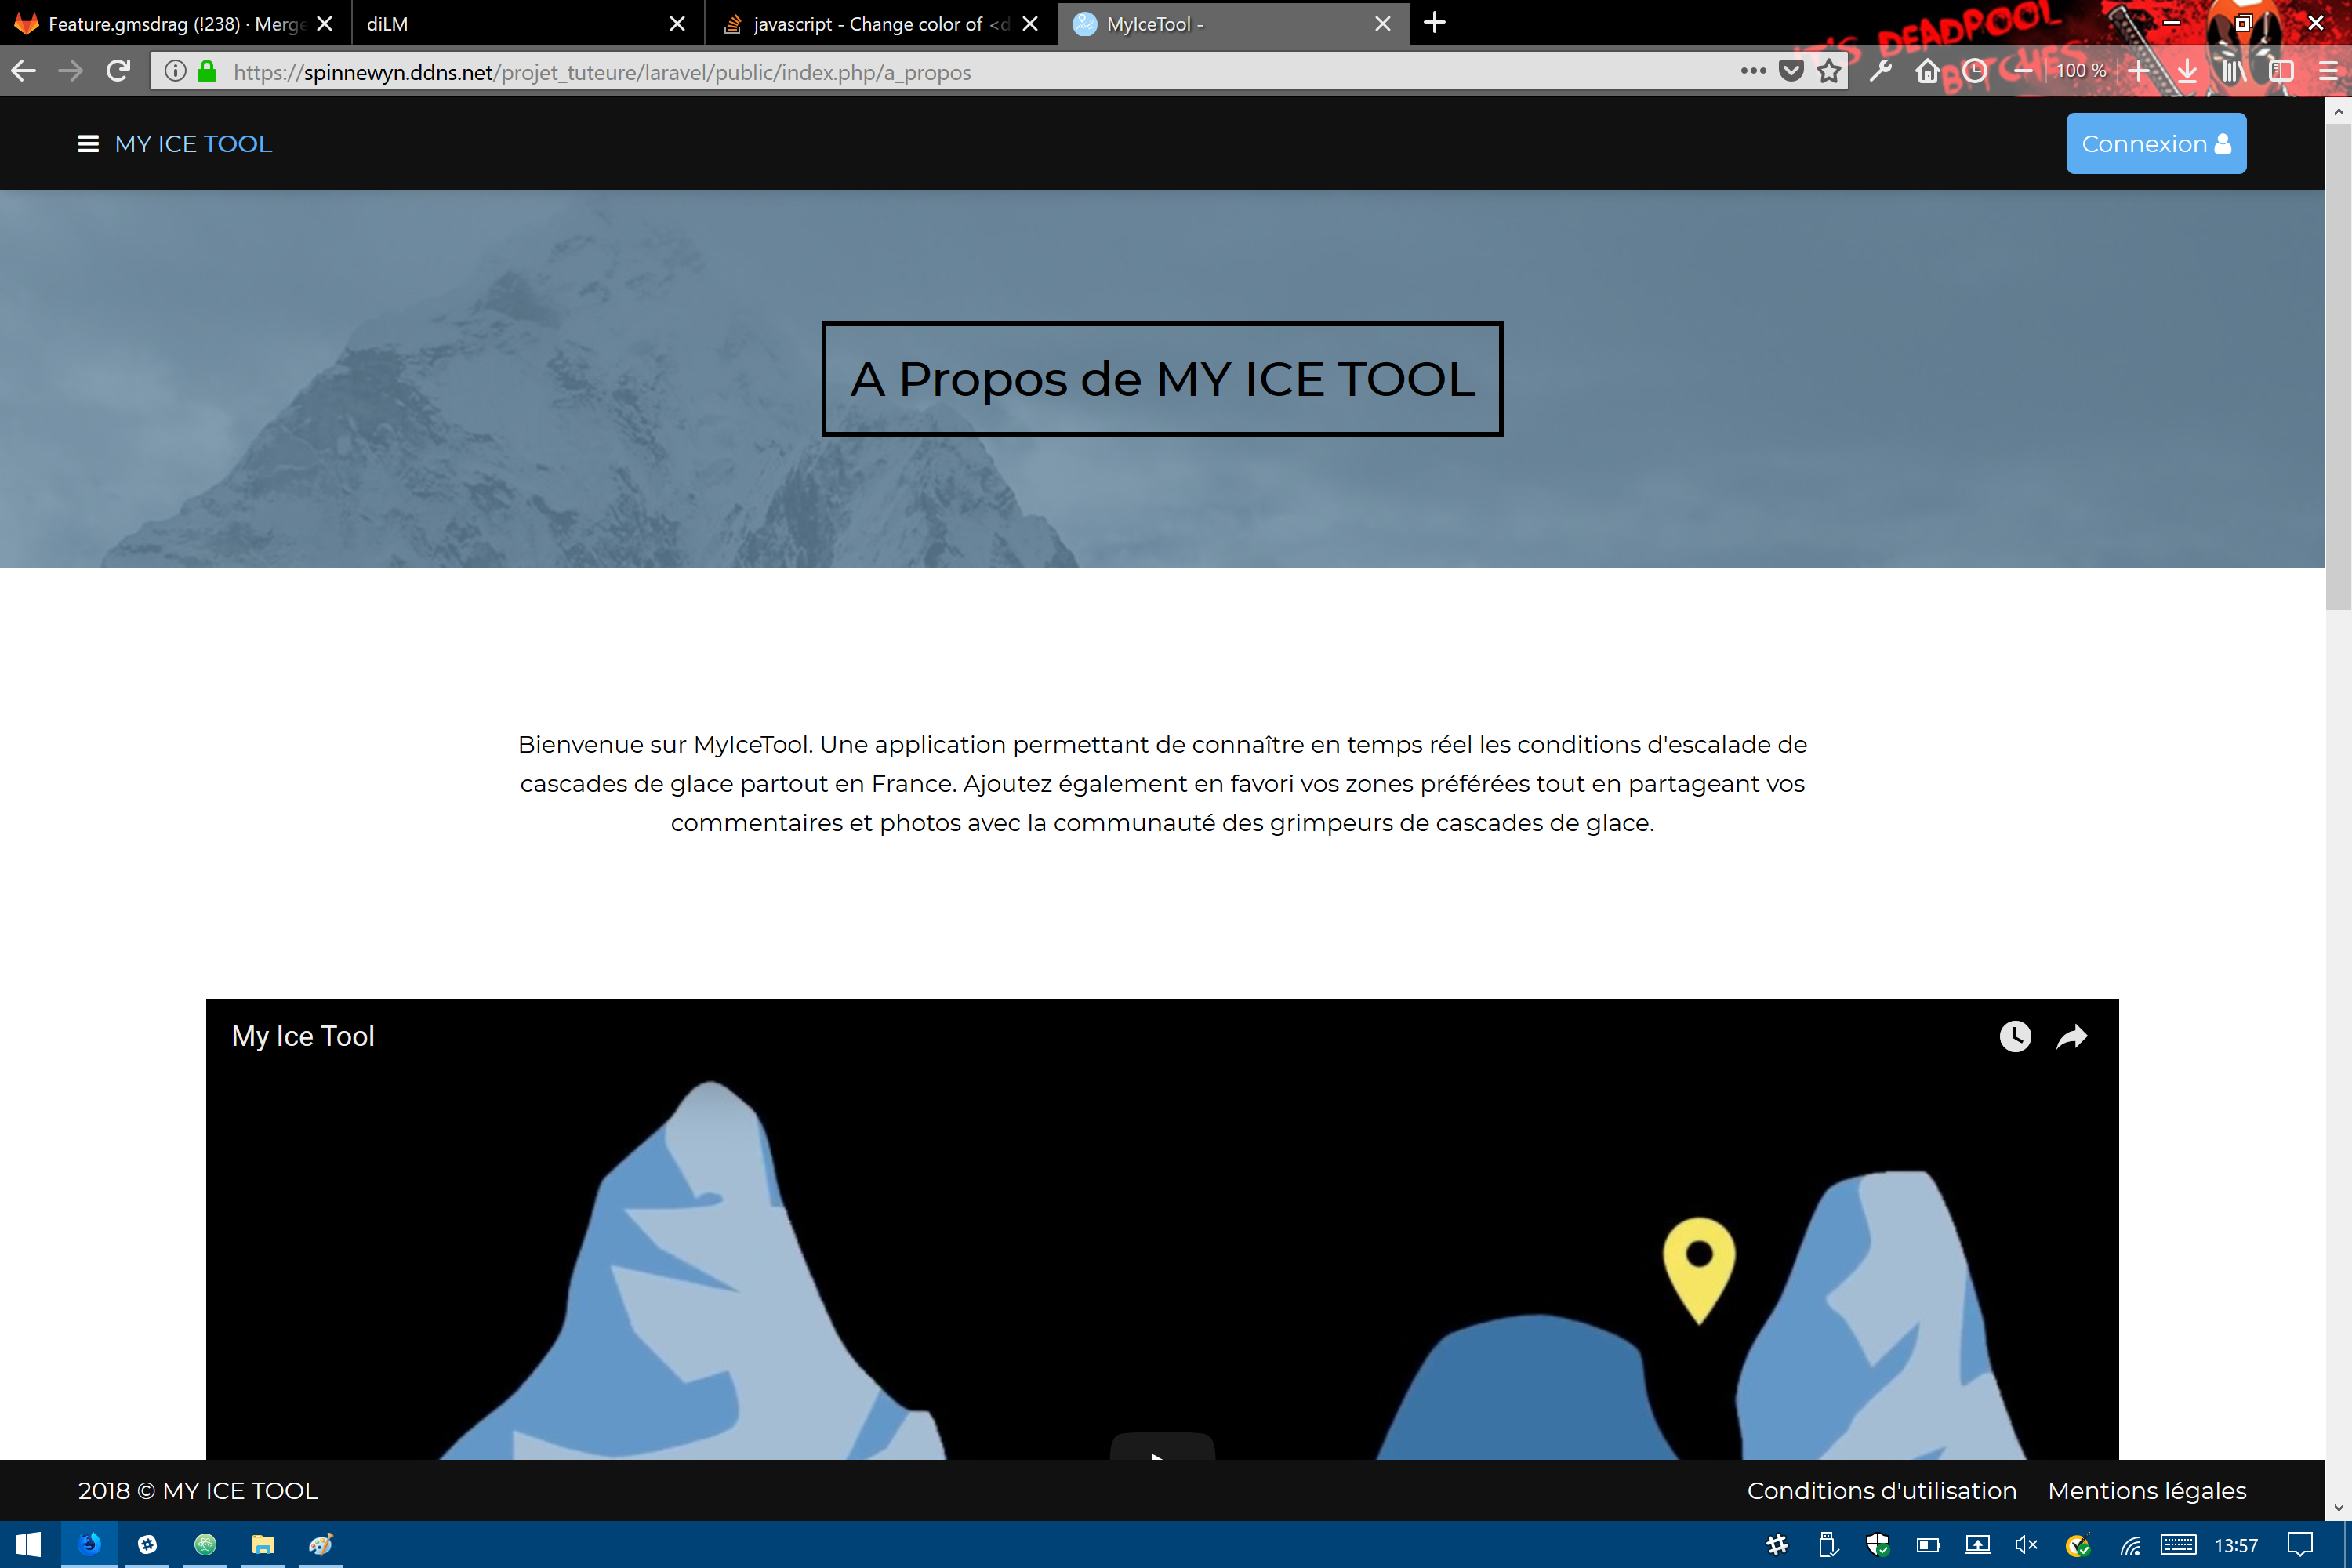 Feature.gmsdrag (!238) · Merge
diLM
javascript - Change color of <d
MyIceTool -
IT'S DEADPOOL
BITCHES
https://spinnewyn.ddns.net/projet_tuteure/laravel/public/index.php/a_propos
100 %
MY ICE TOOL
Connexion
A Propos de MY ICE TOOL
Bienvenue sur MyIceTool. Une application permettant de connaître en temps réel les conditions d'escalade de
cascades de glace partout en France. Ajoutez également en favori vos zones préférées tout en partageant vos
commentaires et photos avec la communauté des grimpeurs de cascades de glace.
My Ice Tool
2018 © MY ICE TOOL
Conditions d'utilisation
Mentions légales
13:57